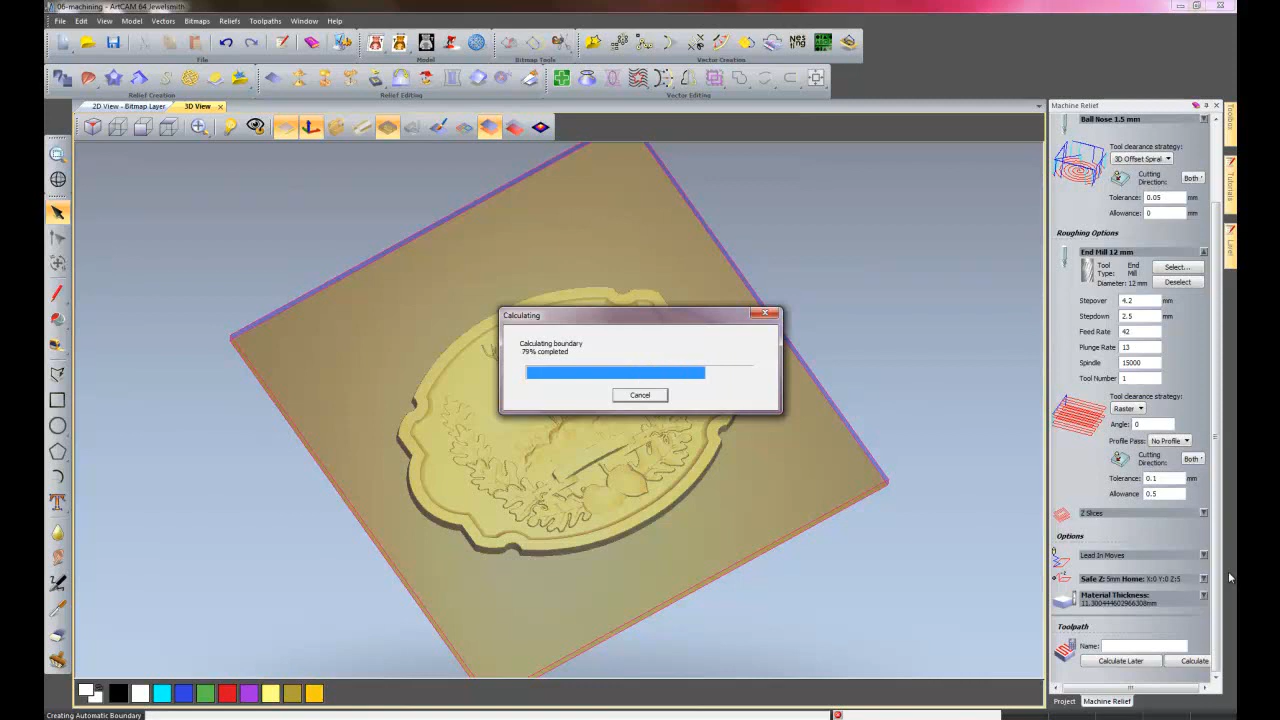 06-machining - ArtCAM 64 Jewelsmith
File Edit View Model Vectors Bitmaps Reliefs Toolpaths Window Help
File Model Bitmap Tools Vector Creation
Relief Creation Relief Editing Vector Editing
2D View - Bitmap Layer 3D View
Machine Relief
Ball Nose 1.5 mm
Tool clearance strategy:
3D Offset Spiral
Cutting Direction: Both
Tolerance: 0.05 mm
Allowance: 0 mm
Roughing Options
End Mill 12 mm
Tool Type: End Mill Select...
Diameter: 12 mm Deselect
Stepover 4.2 mm
Stepdown 2.5 mm
Feed Rate 42
Plunge Rate 13
Spindle 15000
Tool Number 1
Tool clearance strategy:
Raster
Angle: 0
Profile Pass: No Profile
Cutting Direction: Both
Tolerance: 0.1 mm
Allowance 0.5 mm
Z Slices
Options
Lead In Moves
Safe Z: 5mm Home: X:0 Y:0 Z:5
Material Thickness:
11.300444602966308mm
Toolpath
Name:
Calculate Later Calculate
Project Machine Relief
Toolbox
Tutorials
Layer
Calculating
Calculating boundary
79% completed
Cancel
Creating Automatic Boundary